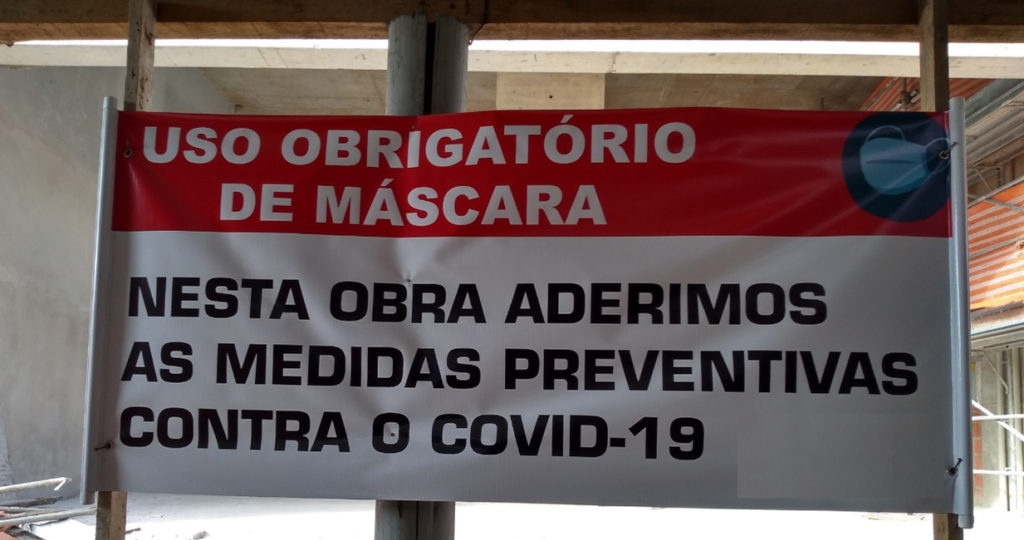 USO OBRIGATÓRIO
DE MÁSCARA
NESTA OBRA ADERIMOS
AS MEDIDAS PREVENTIVAS
CONTRA O COVID-19